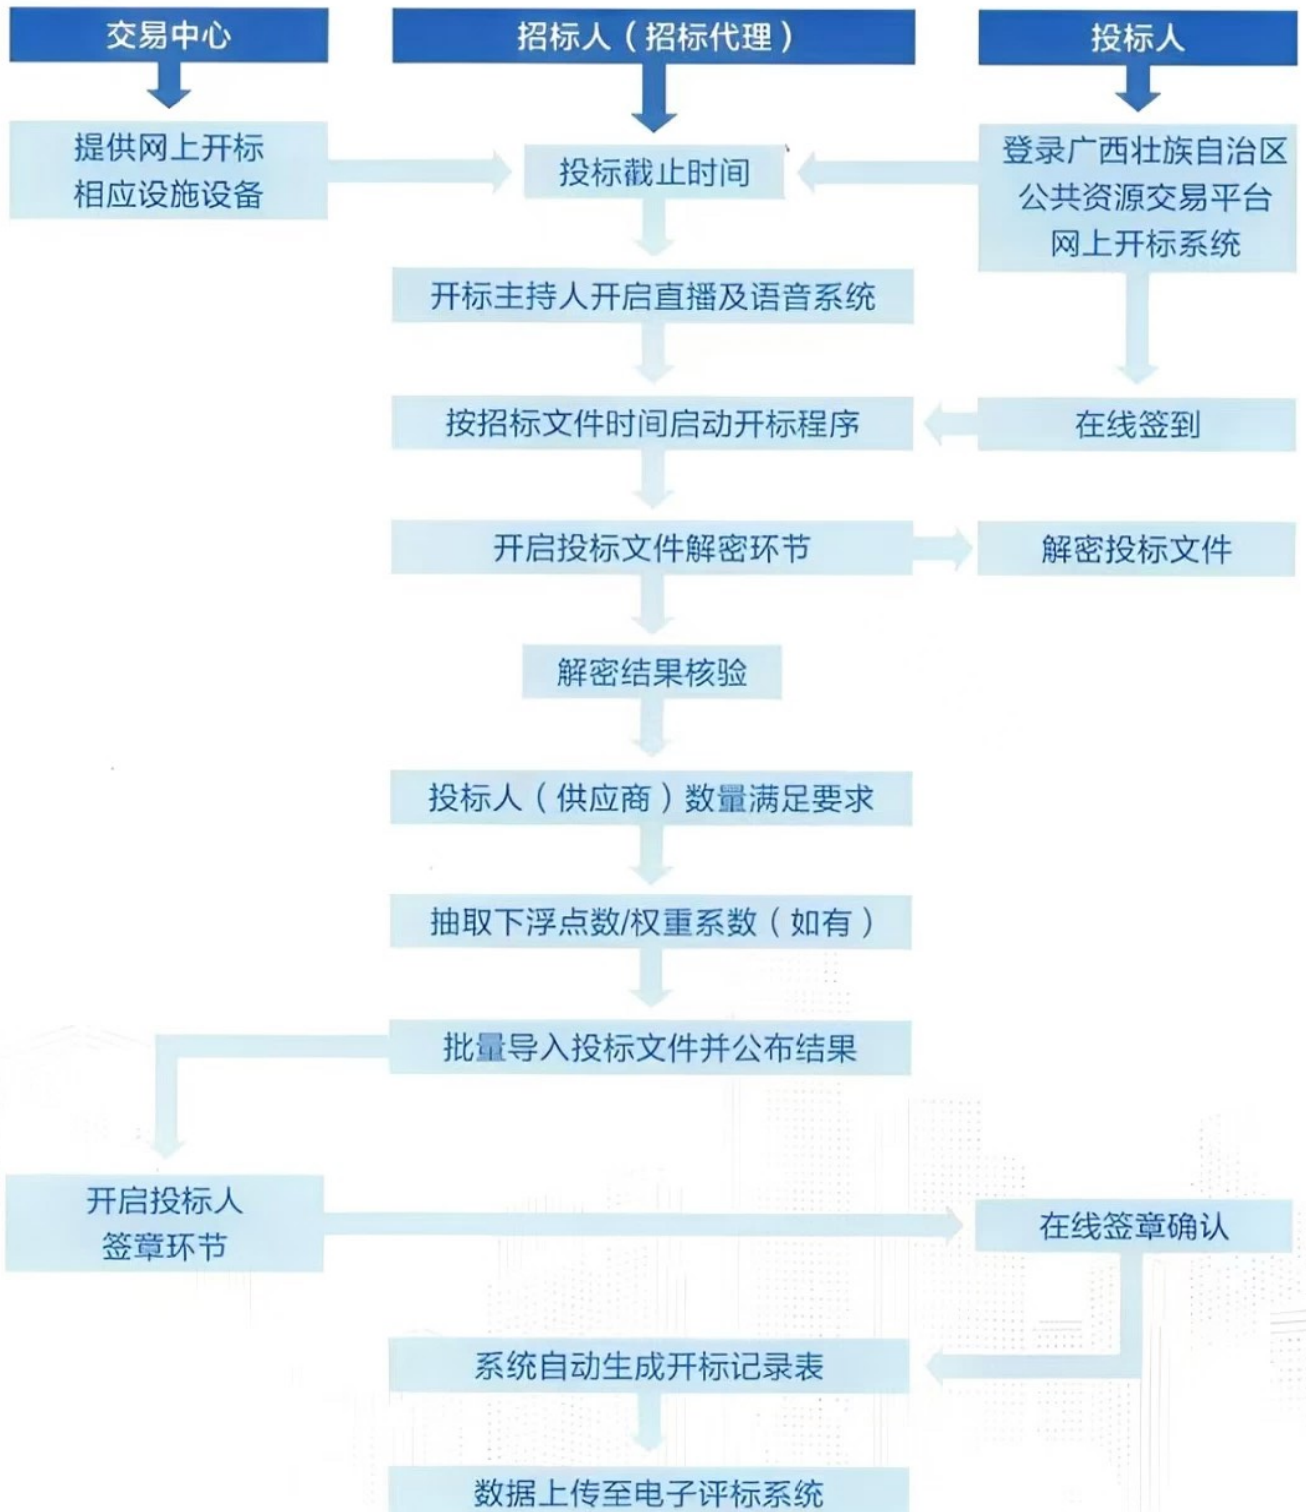 交易中心
招标人（招标代理）
投标人
提供网上开标
相应设施设备
投标截止时间
登录广西壮族自治区
公共资源交易平台
网上开标系统
开标主持人开启直播及语音系统
按招标文件时间启动开标程序
在线签到
开启投标文件解密环节
解密投标文件
解密结果核验
投标人（供应商）数量满足要求
抽取下浮点数/权重系数（如有）
批量导入投标文件并公布结果
开启投标人
签章环节
在线签章确认
系统自动生成开标记录表
数据上传至电子评标系统